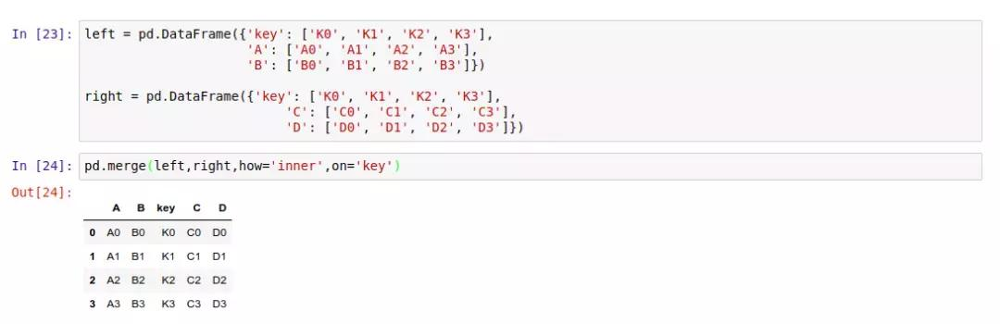 In [23]: left = pd.DataFrame({'key': ['K0', 'K1', 'K2', 'K3'],
'A': ['A0', 'A1', 'A2', 'A3'],
'B': ['B0', 'B1', 'B2', 'B3']})
right = pd.DataFrame({'key': ['K0', 'K1', 'K2', 'K3'],
'C': ['C0', 'C1', 'C2', 'C3'],
'D': ['D0', 'D1', 'D2', 'D3']})
In [24]: pd.merge(left,right,how='inner',on='key')
Out[24]:
A B key C D
0 A0 B0 K0 C0 D0
1 A1 B1 K1 C1 D1
2 A2 B2 K2 C2 D2
3 A3 B3 K3 C3 D3